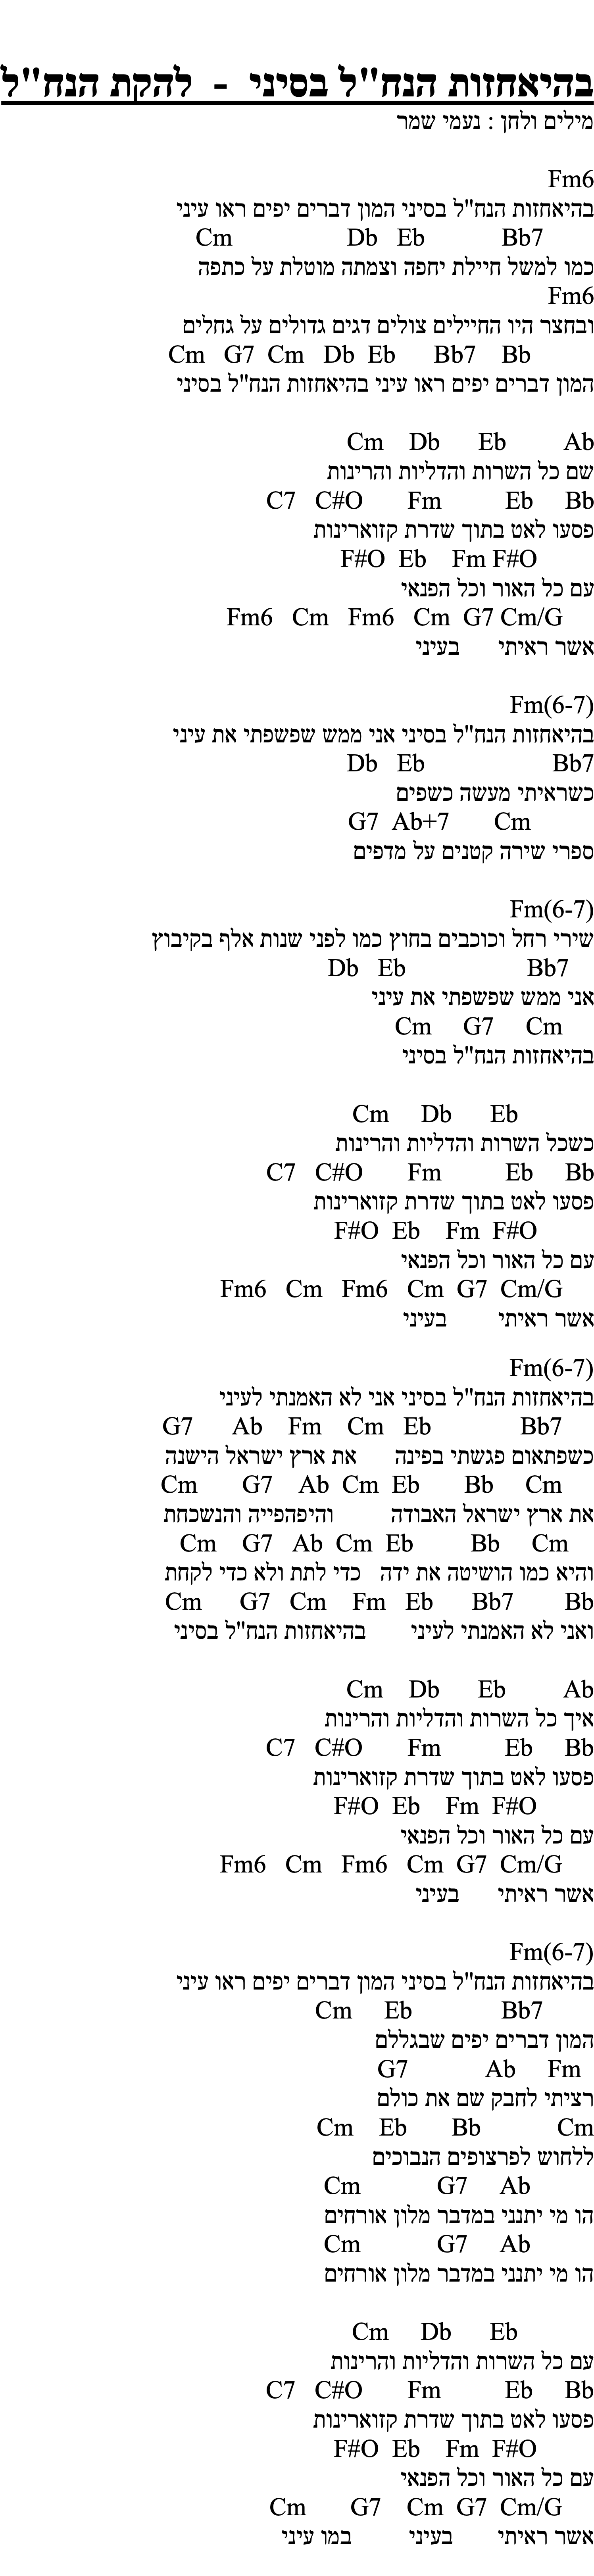 בהיאחזות הנח"ל בסיני - להקת הנח"ל
מילים ולחן : נעמי שמר
Fm6
בהיאחזות הנח"ל בסיני המון דברים יפים ראו עיני
Cm Db Eb Bb7
כמו למשל חיילת יחפה וצמתה מוטלת על כתפה
Fm6
ובחצר היו החיילים צולים דגים גדולים על גחלים
Cm G7 Cm Db Eb Bb7 Bb
המון דברים יפים ראו עיני בהיאחזות הנח"ל בסיני
Cm Db Eb Ab
שם כל השרות והדליות והרינות
C7 C#O Fm Eb Bb
פסעו לאט בתוך שדרת קזוארינות
F#O Eb Fm F#O
עם כל האור וכל הפנאי
Fm6 Cm Fm6 Cm G7 Cm/G
אשר ראיתי בעיני
Fm(6-7)
בהיאחזות הנח"ל בסיני אני ממש שפשפתי את עיני
Db Eb Bb7
כשראיתי מעשה כשפים
G7 Ab+7 Cm
ספרי שירה קטנים על מדפים
Fm(6-7)
שירי רחל וכוכבים בחוץ כמו לפני שנות אלף בקיבוץ
Db Eb Bb7
אני ממש שפשפתי את עיני
Cm G7 Cm
בהיאחזות הנח"ל בסיני
Cm Db Eb
כשכל השרות והדליות והרינות
C7 C#O Fm Eb Bb
פסעו לאט בתוך שדרת קזוארינות
F#O Eb Fm F#O
עם כל האור וכל הפנאי
Fm6 Cm Fm6 Cm G7 Cm/G
אשר ראיתי בעיני
Fm(6-7)
בהיאחזות הנח"ל בסיני אני לא האמנתי לעיני
G7 Ab Fm Cm Eb Bb7
כשפתאום פגשתי בפינה את ארץ ישראל הישנה
Cm G7 Ab Cm Eb Bb Cm
את ארץ ישראל האבודה והיפהפייה והנשכחת
Cm G7 Ab Cm Eb Bb Cm
והיא כמו הושיטה את ידה כדי לתת ולא כדי לקחת
Cm G7 Cm Fm Eb Bb7 Bb
ואני לא האמנתי לעיני בהיאחזות הנח"ל בסיני
Cm Db Eb Ab
איך כל השרות והדליות והרינות
C7 C#O Fm Eb Bb
פסעו לאט בתוך שדרת קזוארינות
F#O Eb Fm F#O
עם כל האור וכל הפנאי
Fm6 Cm Fm6 Cm G7 Cm/G
אשר ראיתי בעיני
Fm(6-7)
בהיאחזות הנח"ל בסיני המון דברים יפים ראו עיני
Cm Eb Bb7
המון דברים יפים שבגללם
G7 Ab Fm
רציתי לחבק שם את כולם
Cm Eb Bb Cm
ללחוש לפרצופים הנבוכים
Cm G7 Ab
הו מי יתנני במדבר מלון אורחים
Cm G7 Ab
הו מי יתנני במדבר מלון אורחים
Cm Db Eb
עם כל השרות והדליות והרינות
C7 C#O Fm Eb Bb
פסעו לאט בתוך שדרת קזוארינות
F#O Eb Fm F#O
עם כל האור וכל הפנאי
Cm G7 Cm G7 Cm/G
אשר ראיתי בעיני במו עיני